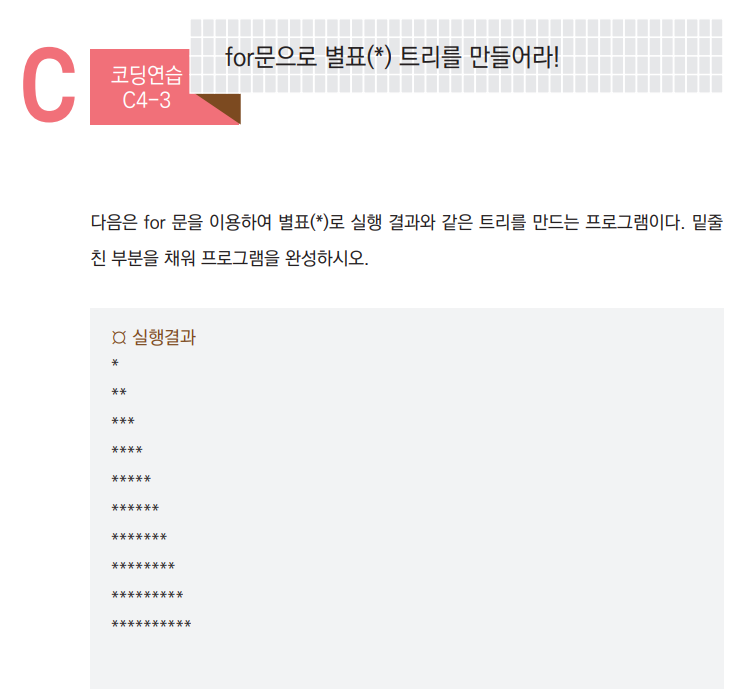 C
코딩연습
C4-3
for문으로 별표(*) 트리를 만들어라!
다음은 for 문을 이용하여 별표(*)로 실행 결과와 같은 트리를 만드는 프로그램이다. 밑줄
친 부분을 채워 프로그램을 완성하시오.
¤ 실행결과
*
**
***
****
*****
******
*******
********
*********
**********